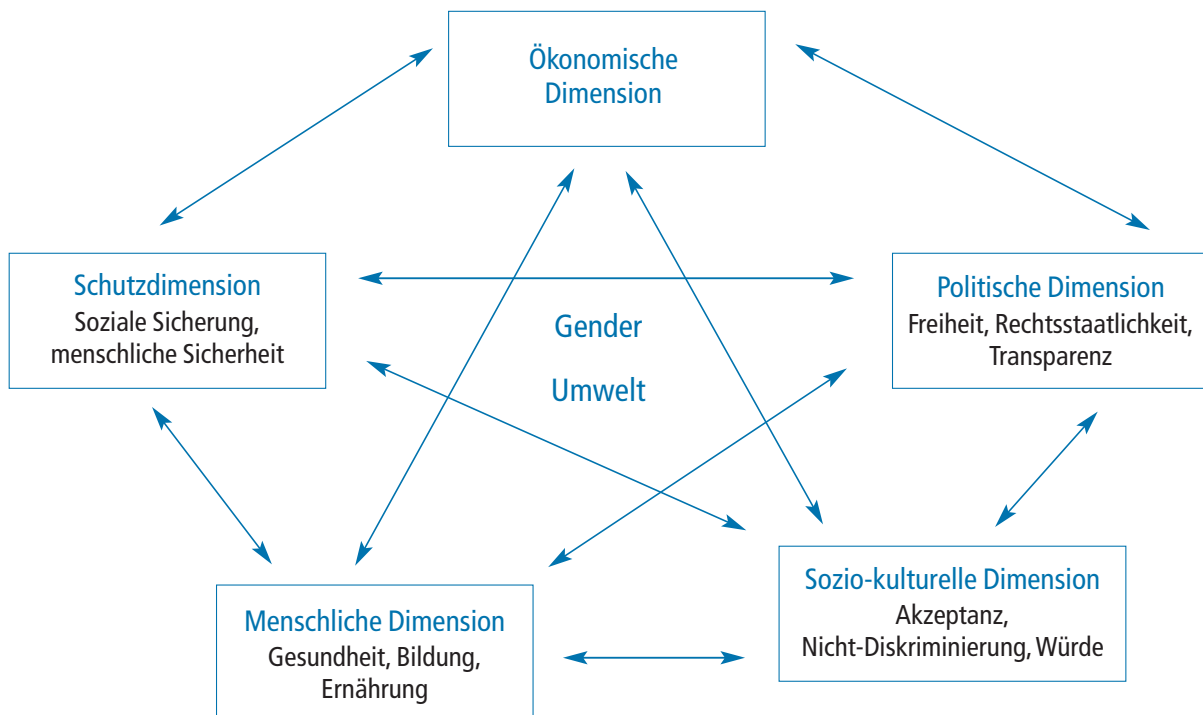 Ökonomische
Dimension
Schutzdimension
Soziale Sicherung,
menschliche Sicherheit
Gender
Umwelt
Politische Dimension
Freiheit, Rechtsstaatlichkeit,
Transparenz
Menschliche Dimension
Gesundheit, Bildung,
Ernährung
Sozio-kulturelle Dimension
Akzeptanz,
Nicht-Diskriminierung, Würde